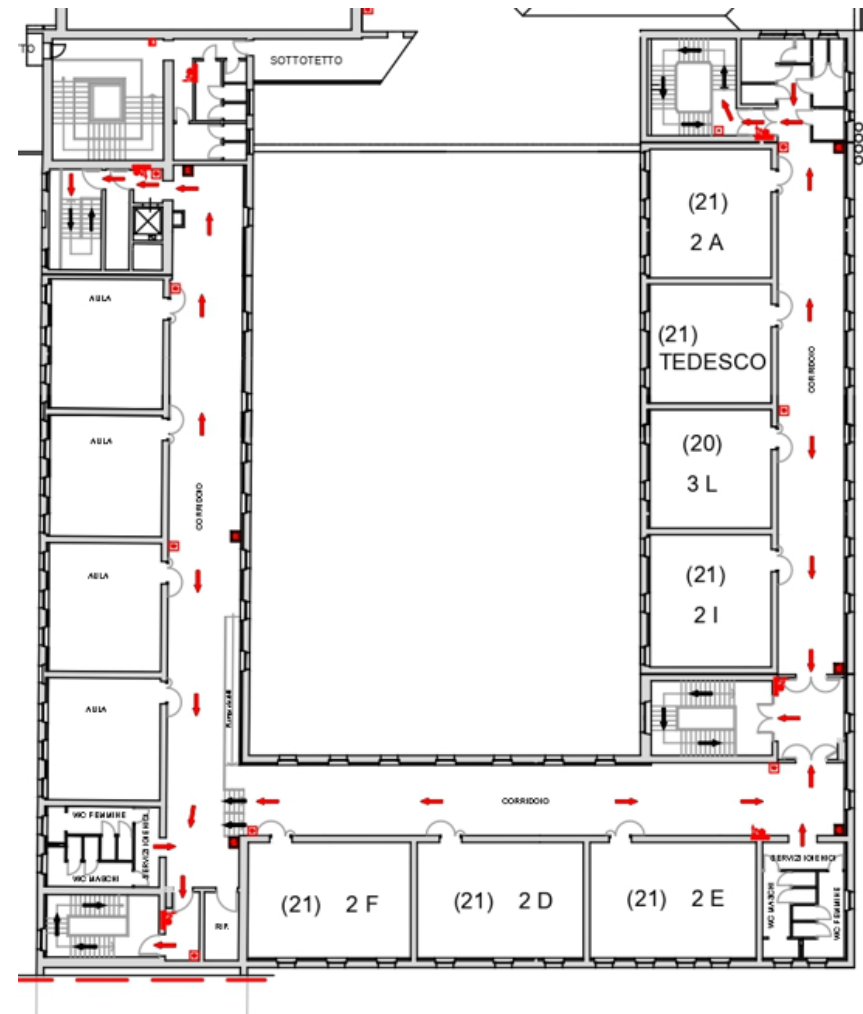 TO
SOTTOTETTO
(21)
2 A
AULA
(21)
TEDESCO
CORRIDOIO
AULA
(20)
3 L
CORRIDOIO
AULA
(21)
2 I
AULA
WC FEMMINE
SERVIZI IGIENICI
WC MASCHI
CORRIDOIO
RIP.
(21) 2 F
(21) 2 D
(21) 2 E
SERVIZI IGIENICI
WC MASCHI
WC FEMMINE